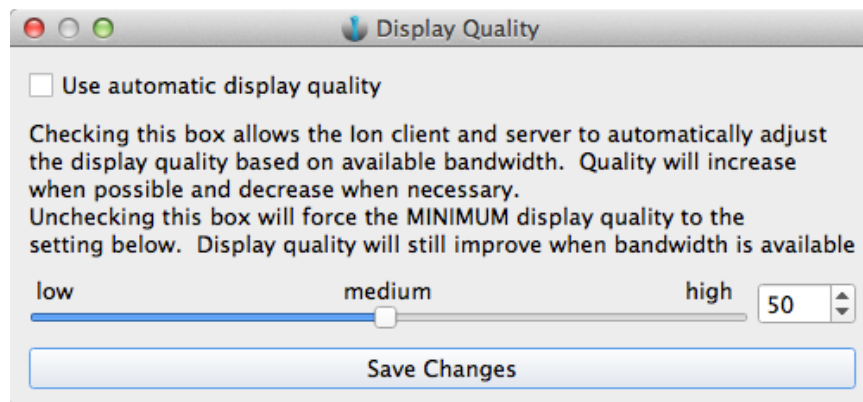 Display Quality
Use automatic display quality
Checking this box allows the Ion client and server to automatically adjust
the display quality based on available bandwidth.  Quality will increase
when possible and decrease when necessary.
Unchecking this box will force the MINIMUM display quality to the
setting below.  Display quality will still improve when bandwidth is available
low medium high
50
Save Changes